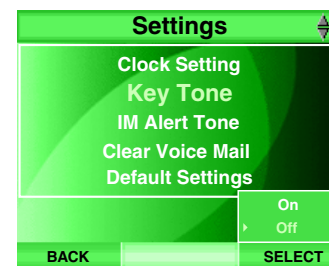 Settings
Clock Setting
Key Tone
IM Alert Tone
Clear Voice Mail
Default Settings
On
Off
BACK
SELECT